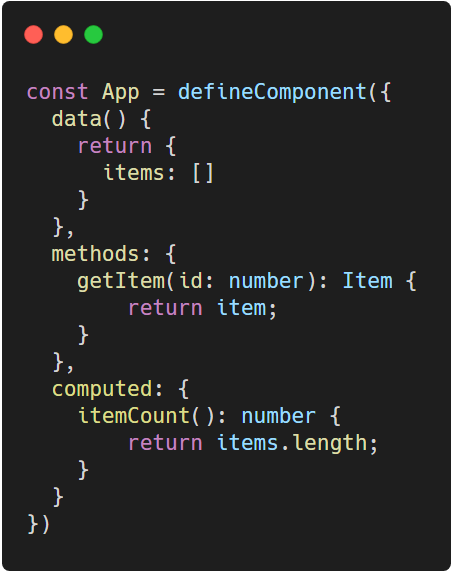 const App = defineComponent({
  data() {
    return {
      items: []
    }
  },
  methods: {
    getItem(id: number): Item {
        return item;
    }
  },
  computed: {
    itemCount(): number {
        return items.length;
    }
  }
})